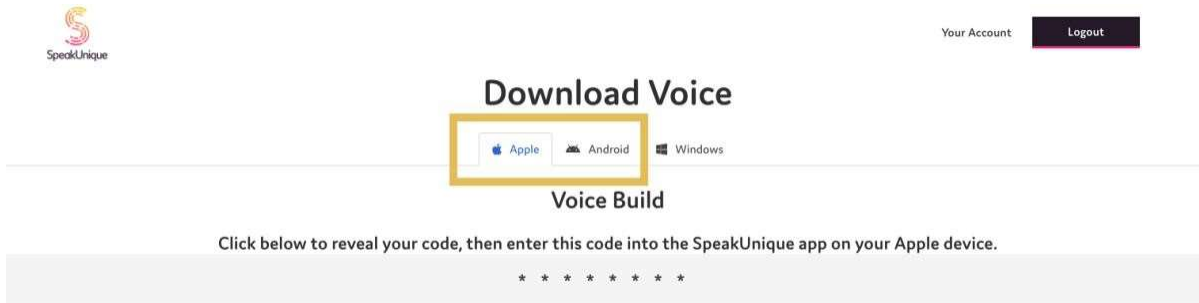 SpeakUnique
Your Account
Logout
Download Voice
Apple Android Windows
Voice Build
Click below to reveal your code, then enter this code into the SpeakUnique app on your Apple device.
* * * * * * * *